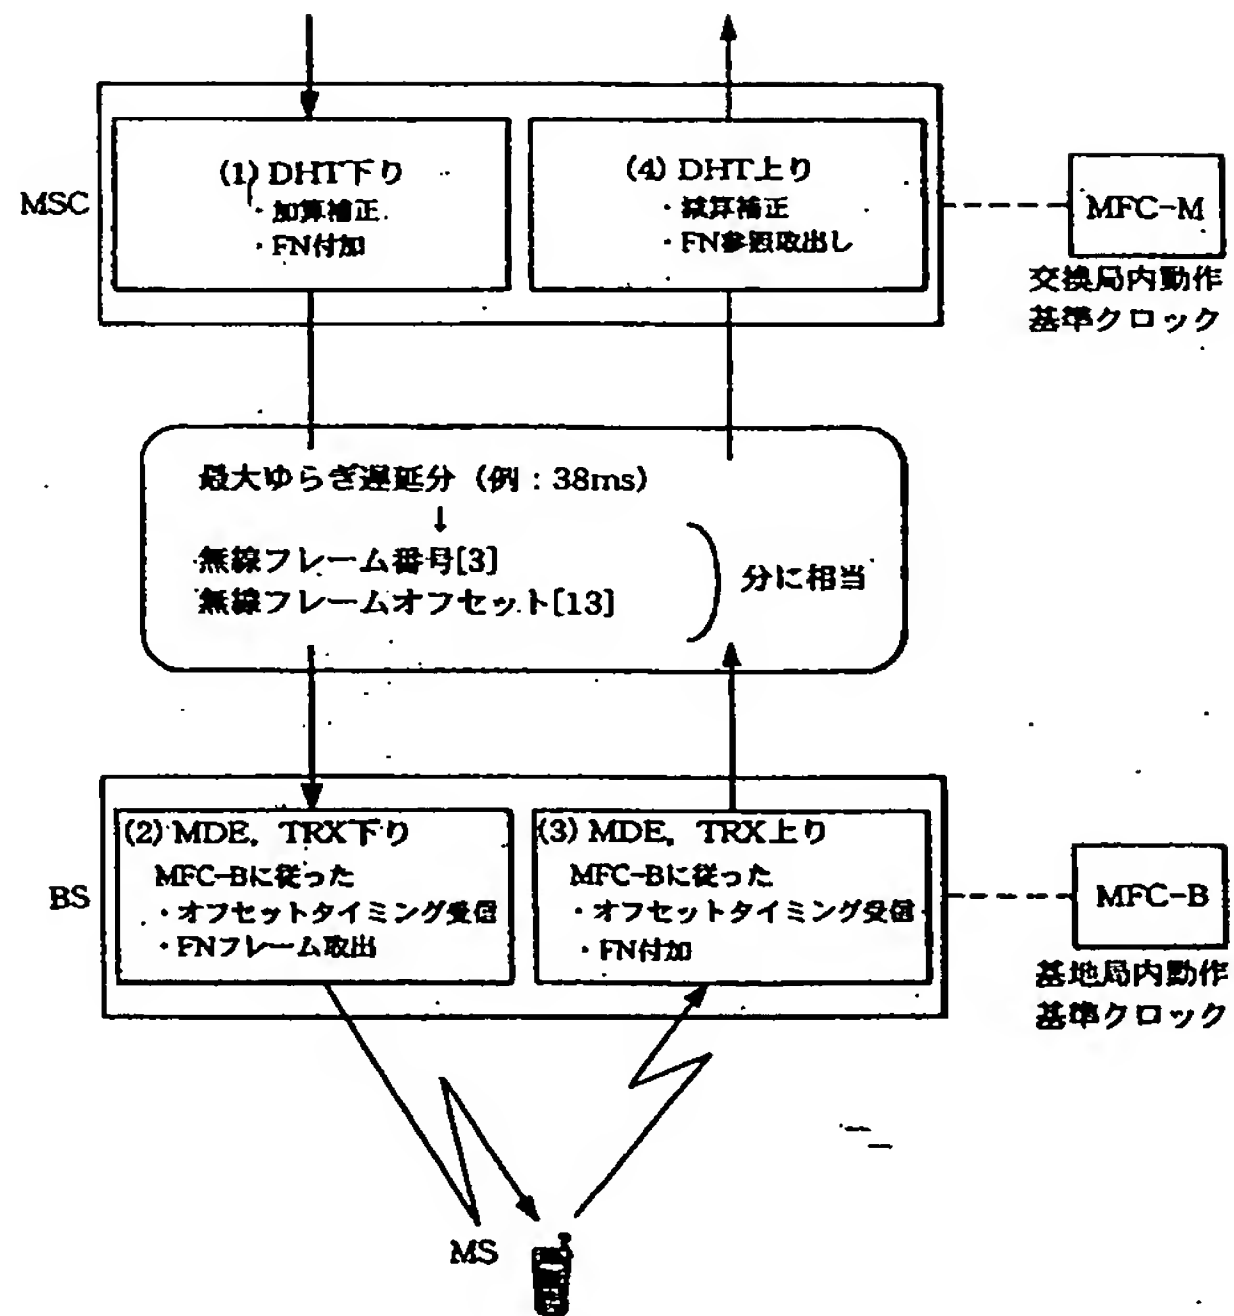 MSC
(1) DHT下り
・加算補正
・FN付加
(4) DHT上り
・減算補正
・FN参照取出し
MFC-M
交換局内動作
基準クロック
最大ゆらぎ遅延分 (例 : 38ms)
↓
無線フレーム番号[3]
無線フレームオフセット[13]
分に相当
BS
(2) MDE, TRX下り
MFC-Bに従った
・オフセットタイミング受信
・FNフレーム取出
(3) MDE, TRX上り
MFC-Bに従った
・オフセットタイミング受信
・FN付加
MFC-B
基地局内動作
基準クロック
MS